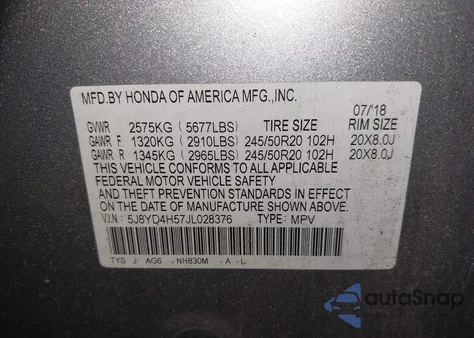 MFD.BY HONDA OF AMERICA MFG.,INC.
07/'18
GVWR 2575KG (5677LBS) TIRE SIZE RIM SIZE
GAWR F 1320KG (2910LBS) 245/50R20 102H 20X8.0J
GAWR R 1345KG (2965LBS) 245/50R20 102H 20X8.0J
THIS VEHICLE CONFORMS TO ALL APPLICABLE
FEDERAL MOTOR VEHICLE SAFETY
AND THEFT PREVENTION STANDARDS IN EFFECT
ON THE DATE OF MANUFACTURE SHOWN ABOVE.
V.I.N.: 5J8YD4H57JL028376 TYPE: MPV
TYS J AG6 -NH830M -A -L
autoSnap